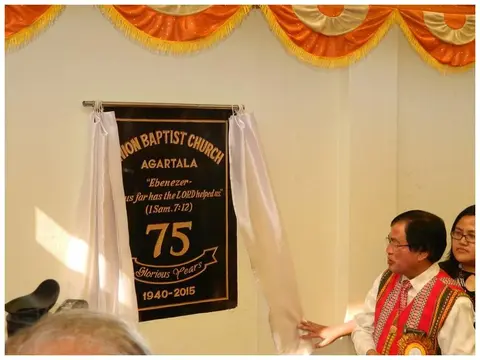 NION BAPTIST CHURCH
AGARTALA
"Ebenezer-
us far has the LORD helped us."
(1 Sam. 7:12)
75
Glorious Years
1940-2015